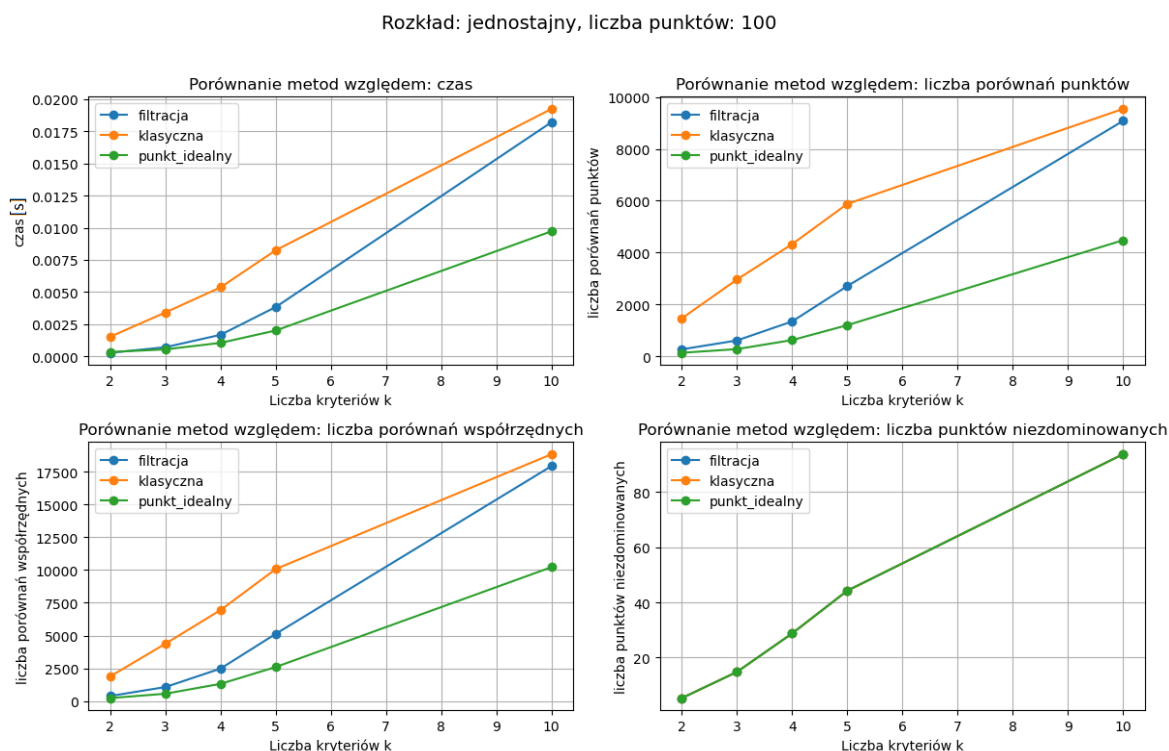 Rozkład: jednostajny, liczba punktów: 100
Porównanie metod względem: czas
filtracja
klasyczna
punkt_idealny
czas [s]
0.0200
0.0175
0.0150
0.0125
0.0100
0.0075
0.0050
0.0025
0.0000
2 3 4 5 6 7 8 9 10
Liczba kryteriów k
Porównanie metod względem: liczba porównań punktów
filtracja
klasyczna
punkt_idealny
liczba porównań punktów
10000
8000
6000
4000
2000
0
2 3 4 5 6 7 8 9 10
Liczba kryteriów k
Porównanie metod względem: liczba porównań współrzędnych
filtracja
klasyczna
punkt_idealny
liczba porównań współrzędnych
17500
15000
12500
10000
7500
5000
2500
0
2 3 4 5 6 7 8 9 10
Liczba kryteriów k
Porównanie metod względem: liczba punktów niezdominowanych
filtracja
klasyczna
punkt_idealny
liczba punktów niezdominowanych
80
60
40
20
2 3 4 5 6 7 8 9 10
Liczba kryteriów k